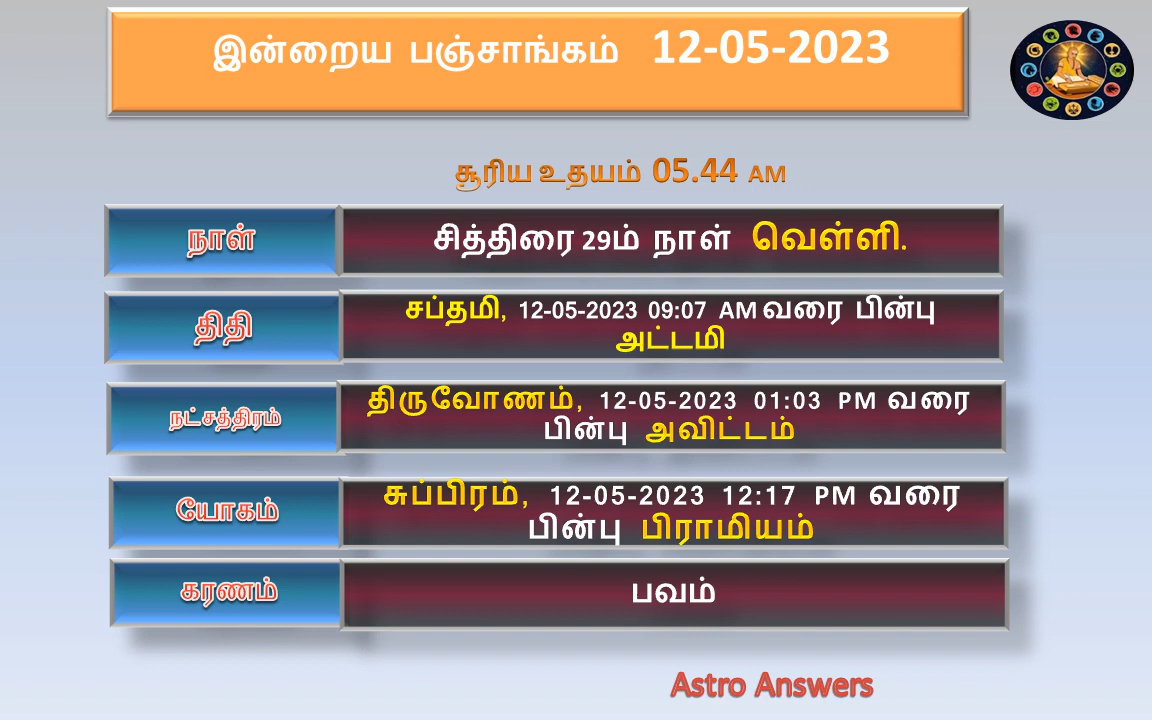 இன்றைய பஞ்சாங்கம் 12-05-2023
சூரிய உதயம் 05.44 AM
நாள்
சித்திரை 29ம் நாள் வெள்ளி.
திதி
சப்தமி, 12-05-2023 09:07 AM வரை பின்பு
அட்டமி
நட்சத்திரம்
திருவோணம், 12-05-2023 01:03 PM வரை
பின்பு அவிட்டம்
யோகம்
சுப்பிரம், 12-05-2023 12:17 PM வரை
பின்பு பிராமியம்
கரணம்
பவம்
Astro Answers